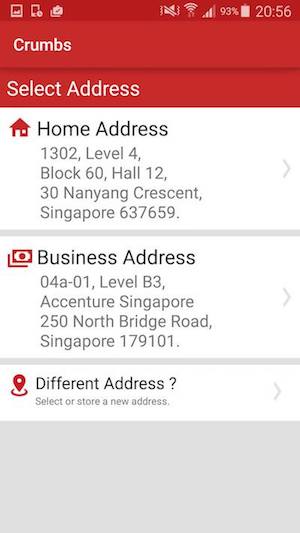 93% 20:56
Crumbs
Select Address
Home Address
1302, Level 4,
Block 60, Hall 12,
30 Nanyang Crescent,
Singapore 637659.
Business Address
04a-01, Level B3,
Accenture Singapore
250 North Bridge Road,
Singapore 179101.
Different Address ?
Select or store a new address.